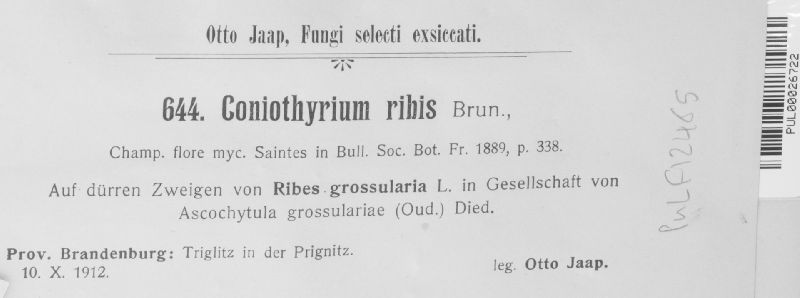 Otto Jaap, Fungi selecti exsiccati.
644. Coniothyrium ribis Brun.,
Champ. flore myc. Saintes in Bull. Soc. Bot. Fr. 1889, p. 338.
Auf dürren Zweigen von Ribes grossularia L. in Gesellschaft von
Ascochytula grossulariae (Oud.) Died.
Prov. Brandenburg: Triglitz in der Prignitz.
10. X. 1912.
leg. Otto Jaap.
PulF12465
PUL00026722